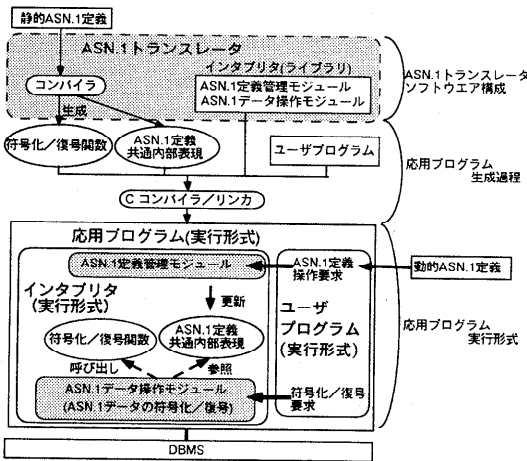 静的ASN.1定義
ASN.1トランスレータ
インタプリタ(ライブラリ)
コンパイラ
ASN.1定義管理モジュール
ASN.1データ操作モジュール
ASN.1トランスレータ
ソフトウエア構成
生成
符号化／復号関数
ASN.1定義
共通内部表現
ユーザプログラム
応用プログラム
生成過程
C コンパイラ／リンカ
応用プログラム(実行形式)
ASN.1定義管理モジュール
ASN.1定義
操作要求
動的ASN.1定義
インタプリタ
(実行形式)
更新
ユーザ
プログラム
(実行形式)
符号化／復号関数
ASN.1定義
共通内部表現
応用プログラム
実行形式
呼び出し
参照
ASN.1データ操作モジュール
(ASN.1データの符号化／復号)
符号化／復号
要求
DBMS